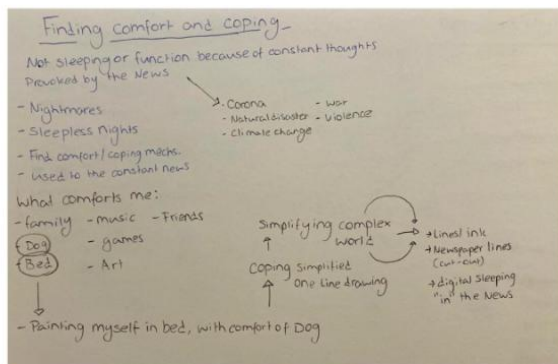 Finding comfort and coping
Not sleeping or function because of constant thoughts
Provoked by the News
- Nightmares
- Sleepless nights
- Find comfort/coping mechs.
- used to the constant news
- Corona
- Natural disaster
- Climate change
- war
- violence
What comforts me:
- family
- Dog
- Bed
- music
- games
- Art
- Friends
- Painting myself in bed, with comfort of Dog
Simplifying complex
world
Coping simplified
one line drawing
→ Lines/ink
→ Newspaper lines
(cut-out)
→ digital sleeping
"in" the News